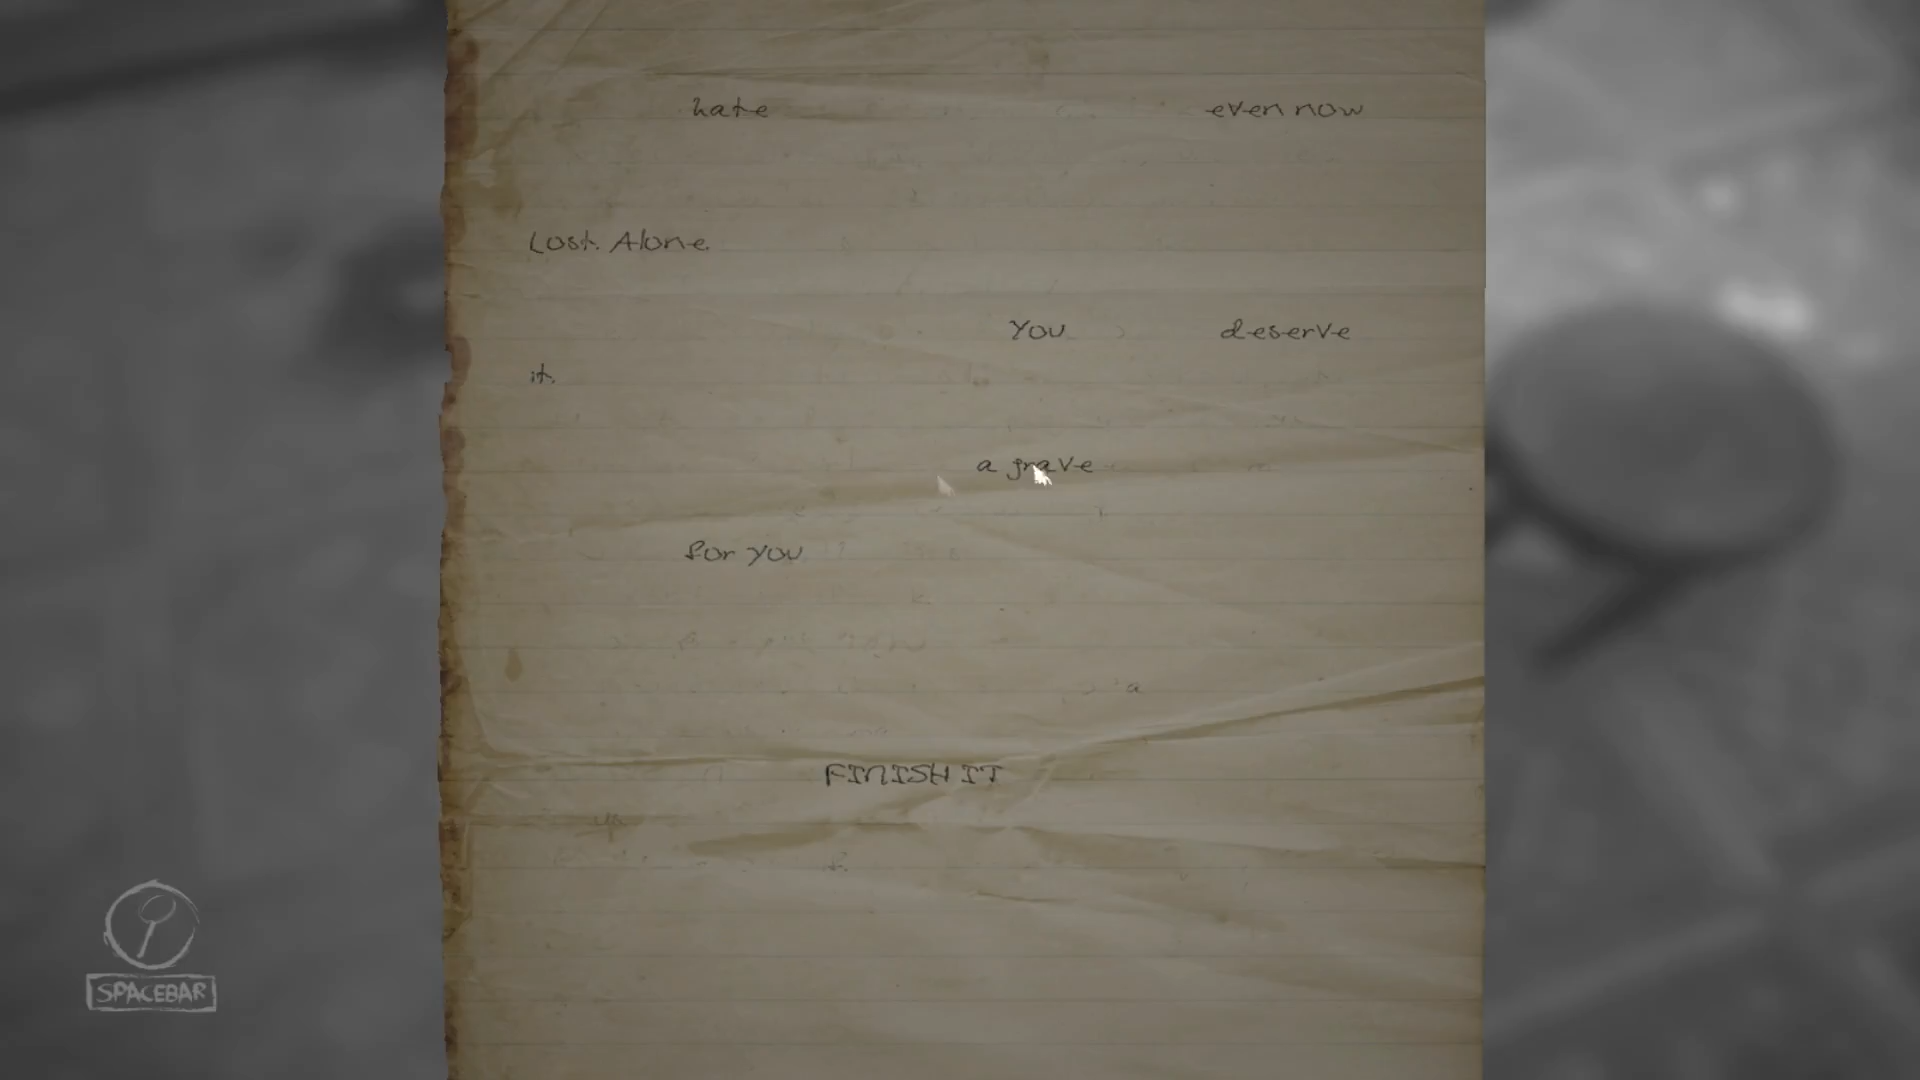 hate even now
Lost. Alone.
You deserve
it.
a grave
for you
a
FINISH IT
SPACEBAR